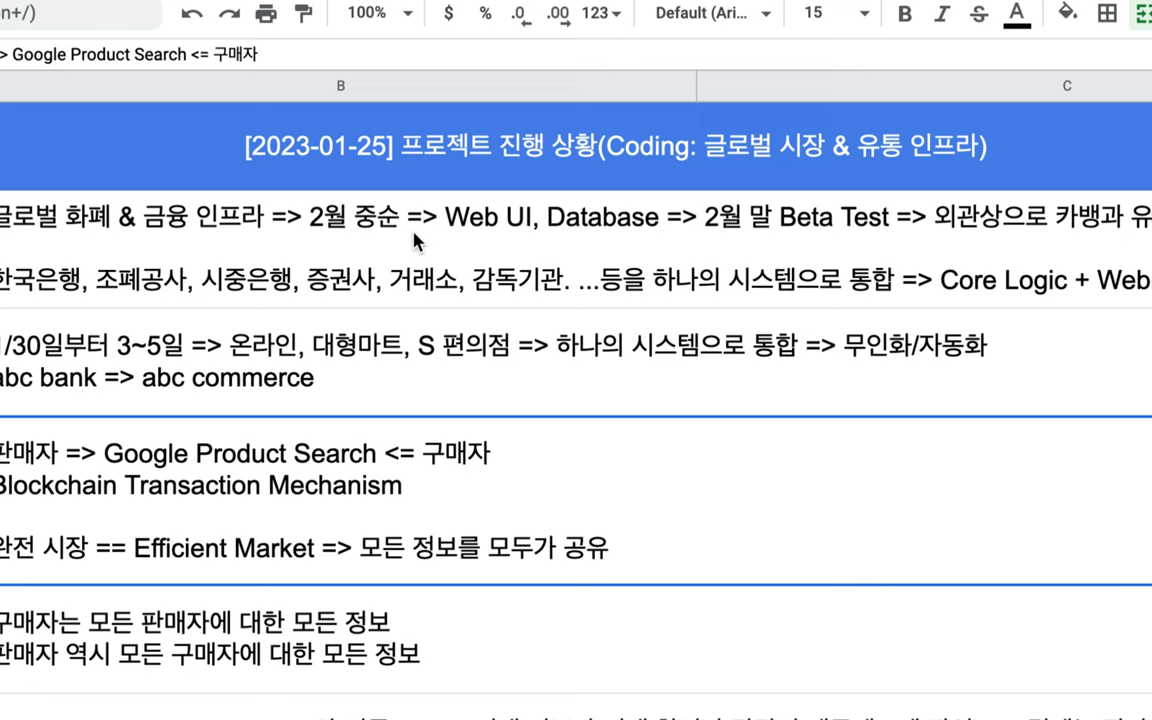 n+/)
100%
$ % .0 .00 123
Default (Ari...
15
B I S A
> Google Product Search <= 구매자
B
C
[2023-01-25] 프로젝트 진행 상황(Coding: 글로벌 시장 & 유통 인프라)
글로벌 화폐 & 금융 인프라 => 2월 중순 => Web UI, Database => 2월 말 Beta Test => 외관상으로 카뱅과 유
한국은행, 조폐공사, 시중은행, 증권사, 거래소, 감독기관. ...등을 하나의 시스템으로 통합 => Core Logic + Web
1/30일부터 3~5일 => 온라인, 대형마트, S 편의점 => 하나의 시스템으로 통합 => 무인화/자동화
abc bank => abc commerce
판매자 => Google Product Search <= 구매자
Blockchain Transaction Mechanism
완전 시장 == Efficient Market => 모든 정보를 모두가 공유
구매자는 모든 판매자에 대한 모든 정보
판매자 역시 모든 구매자에 대한 모든 정보